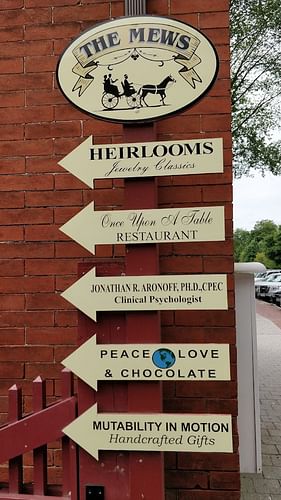 THE MEWS
HEIRLOOMS
Jewelry Classics
Once Upon A Table
RESTAURANT
JONATHAN R. ARONOFF, PH.D., CPEC
Clinical Psychologist
PEACE LOVE
& CHOCOLATE
MUTABILITY IN MOTION
Handcrafted Gifts